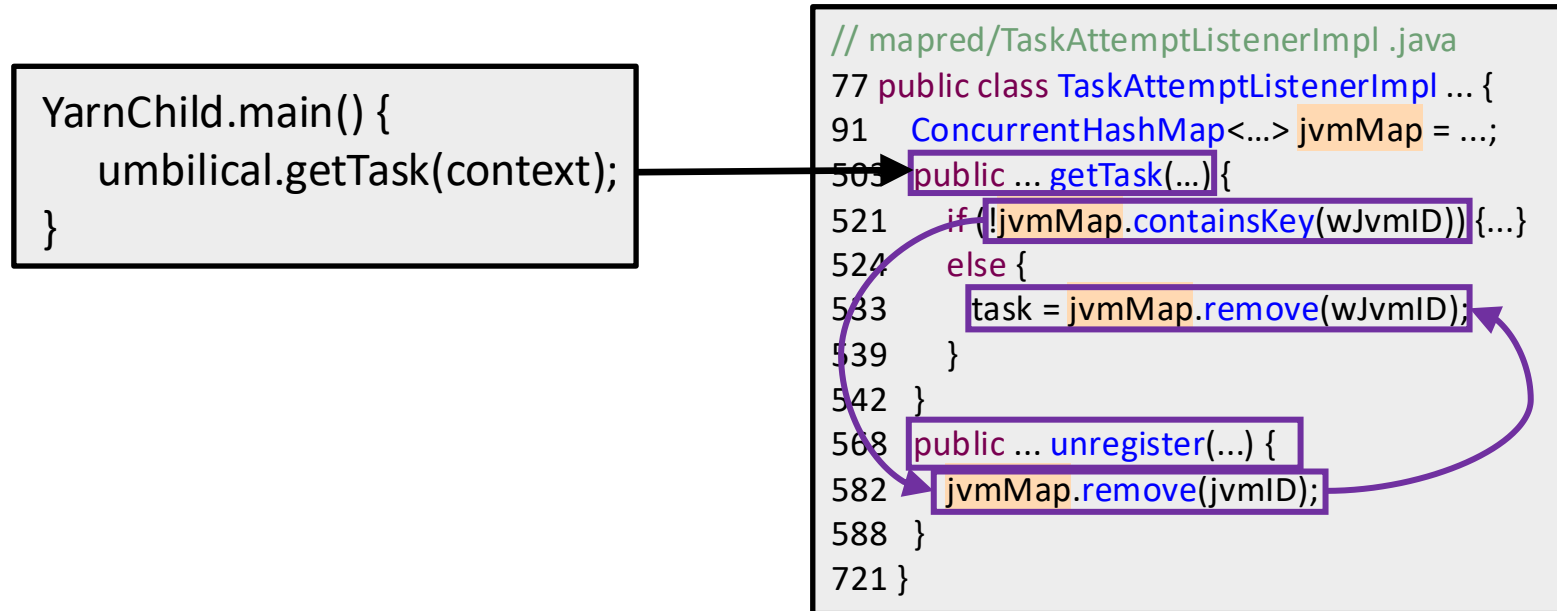 YarnChild.main() {
umbilical.getTask(context);
}
// mapred/TaskAttemptListenerImpl .java
77 public class TaskAttemptListenerImpl ... {
91 ConcurrentHashMap<...> jvmMap = ...;
503 public ... getTask(...) {
521 if (!jvmMap.containsKey(wJvmID)) {...}
524 else {
533 task = jvmMap.remove(wJvmID);
539 }
542 }
568 public ... unregister(...) {
582 jvmMap.remove(jvmID);
588 }
721 }